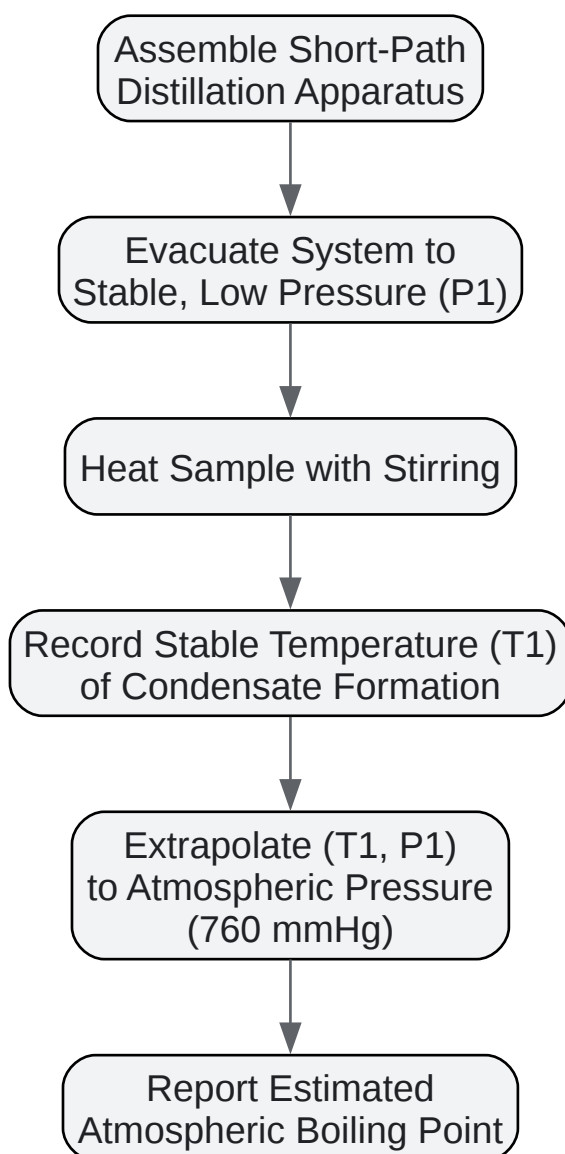 Assemble Short-Path
Distillation Apparatus
Evacuate System to
Stable, Low Pressure (P1)
Heat Sample with Stirring
Record Stable Temperature (T1)
of Condensate Formation
Extrapolate (T1, P1)
to Atmospheric Pressure
(760 mmHg)
Report Estimated
Atmospheric Boiling Point